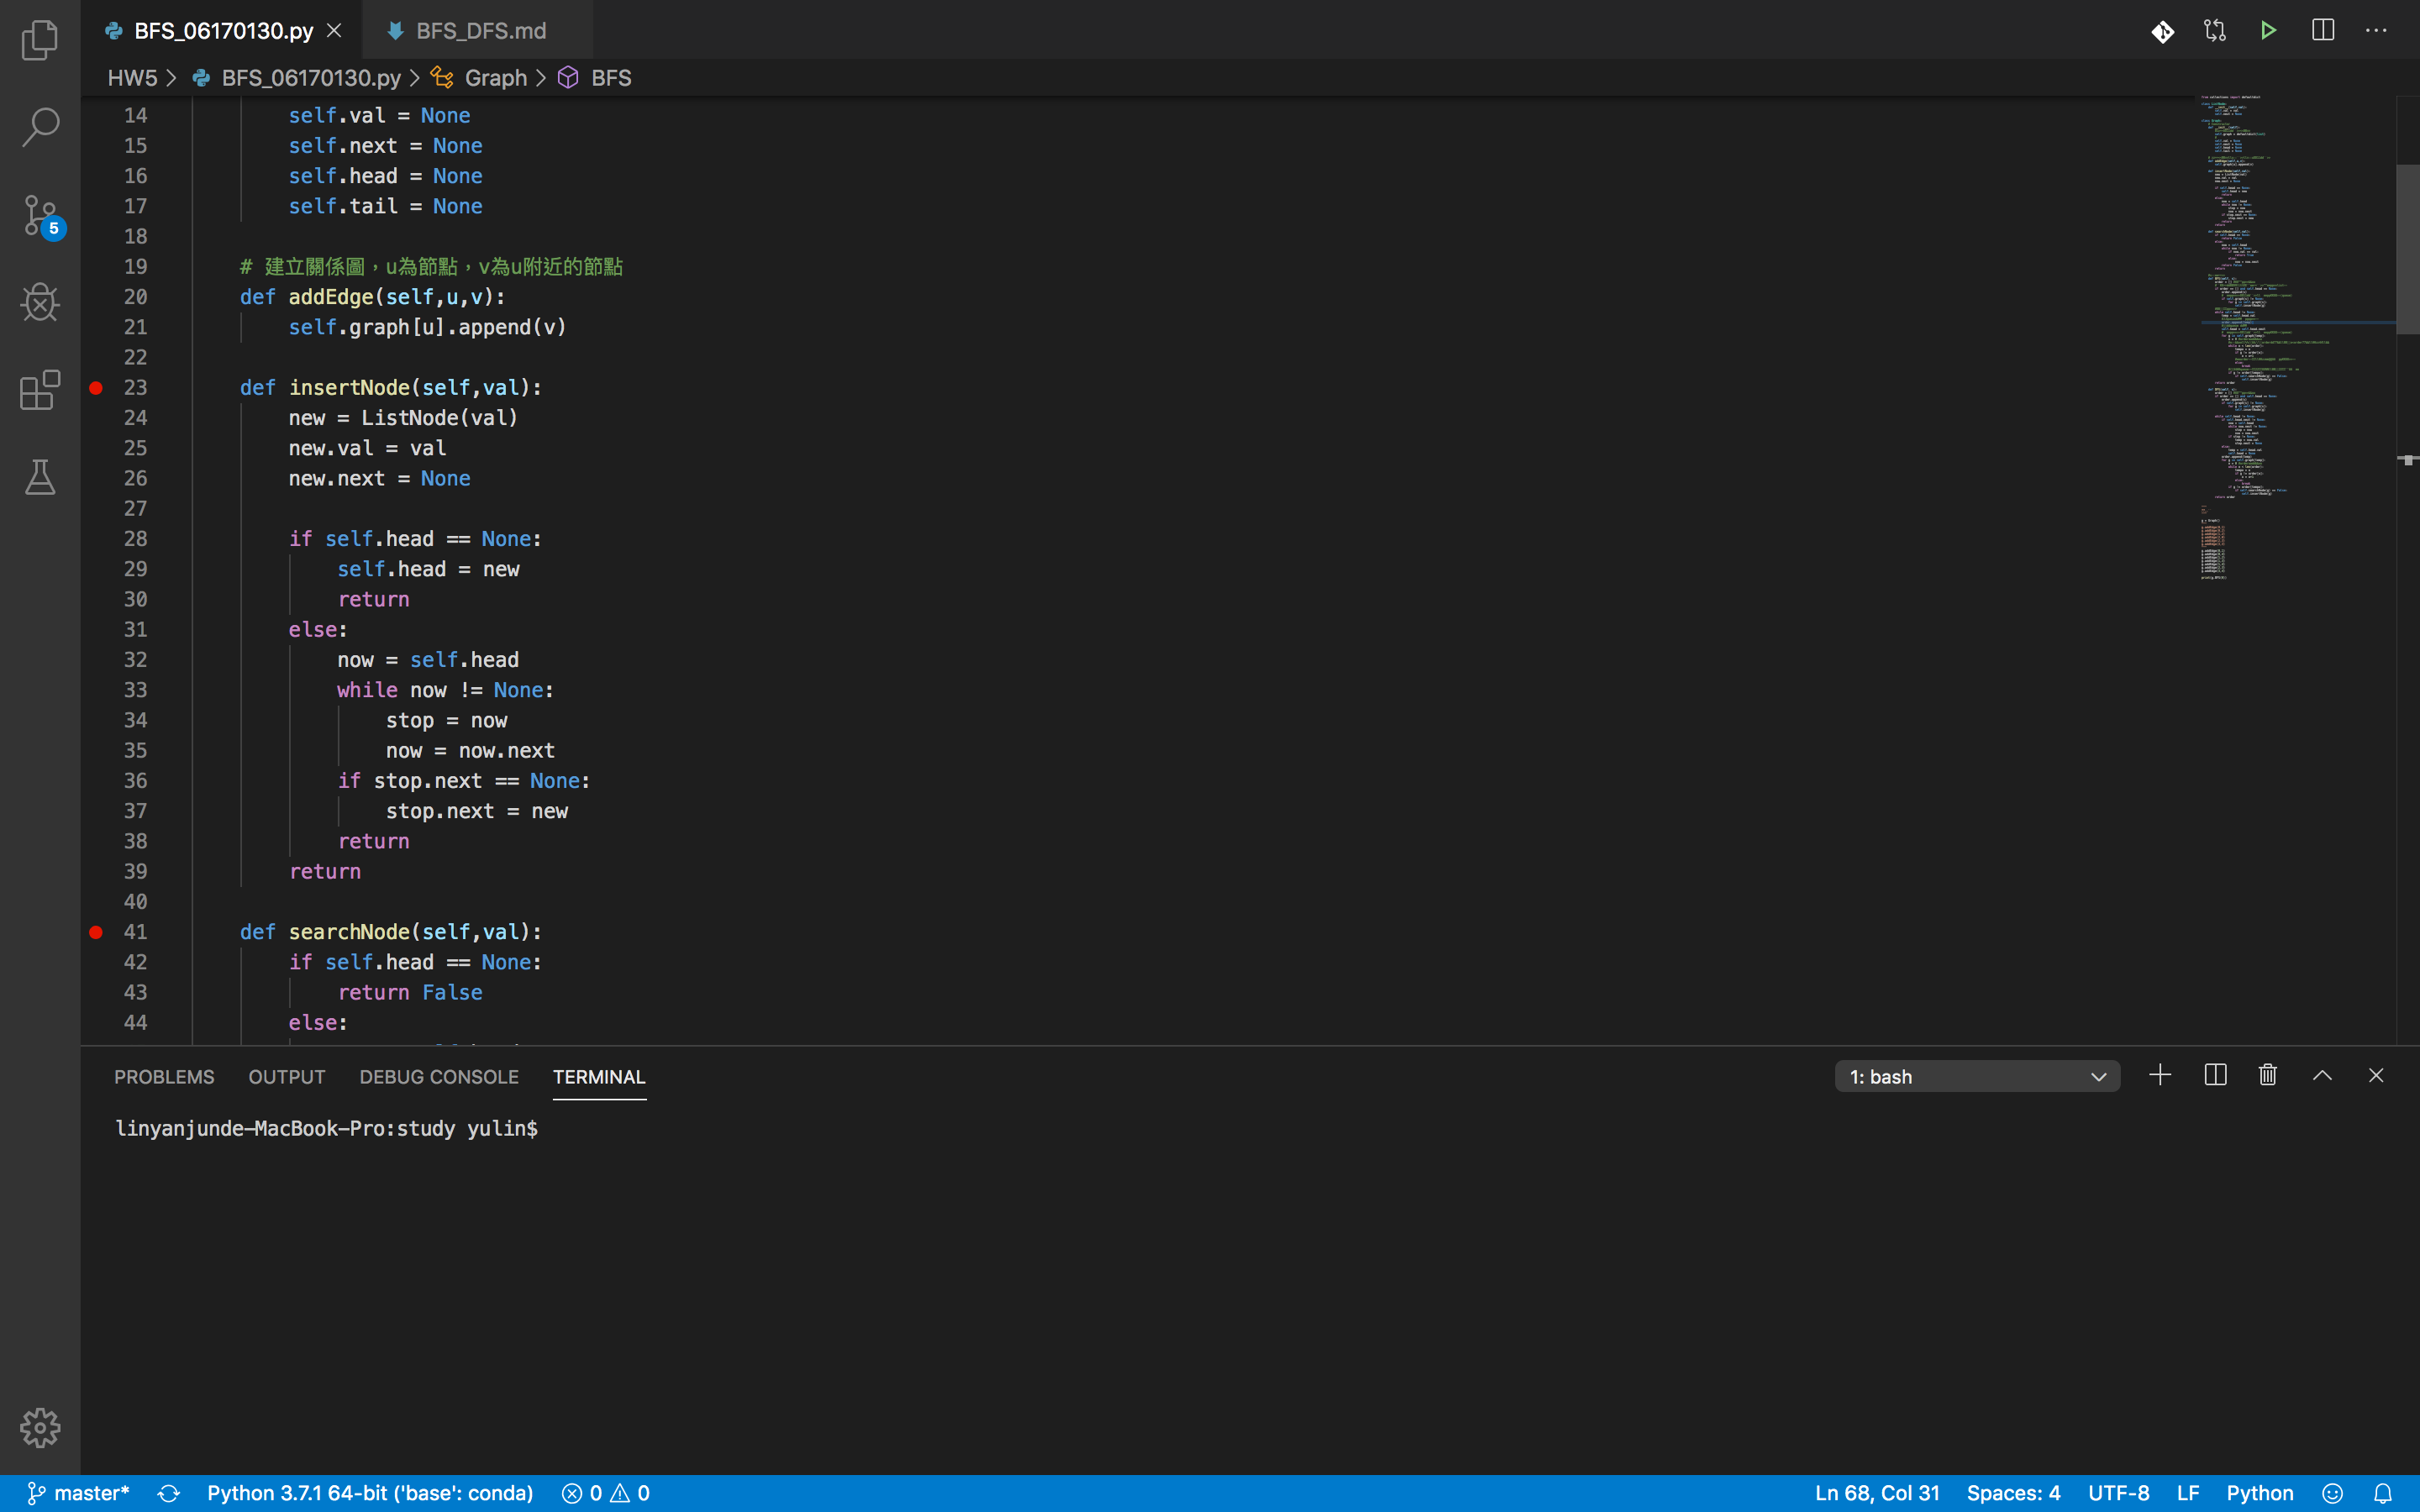 BFS_06170130.py
BFS_DFS.md
HW5 > BFS_06170130.py > Graph > BFS
14 self.val = None
15 self.next = None
16 self.head = None
17 self.tail = None
18
19 # 建立關係圖，u為節點，v為u附近的節點
20 def addEdge(self,u,v):
21 self.graph[u].append(v)
22
23 def insertNode(self,val):
24 new = ListNode(val)
25 new.val = val
26 new.next = None
27
28 if self.head == None:
29 self.head = new
30 return
31 else:
32 now = self.head
33 while now != None:
34 stop = now
35 now = now.next
36 if stop.next == None:
37 stop.next = new
38 return
39 return
40
41 def searchNode(self,val):
42 if self.head == None:
43 return False
44 else:
5
PROBLEMS OUTPUT DEBUG CONSOLE TERMINAL
1: bash
linyanjunde-MacBook-Pro:study yulin$
master* Python 3.7.1 64-bit ('base': conda) 0 0 Ln 68, Col 31 Spaces: 4 UTF-8 LF Python